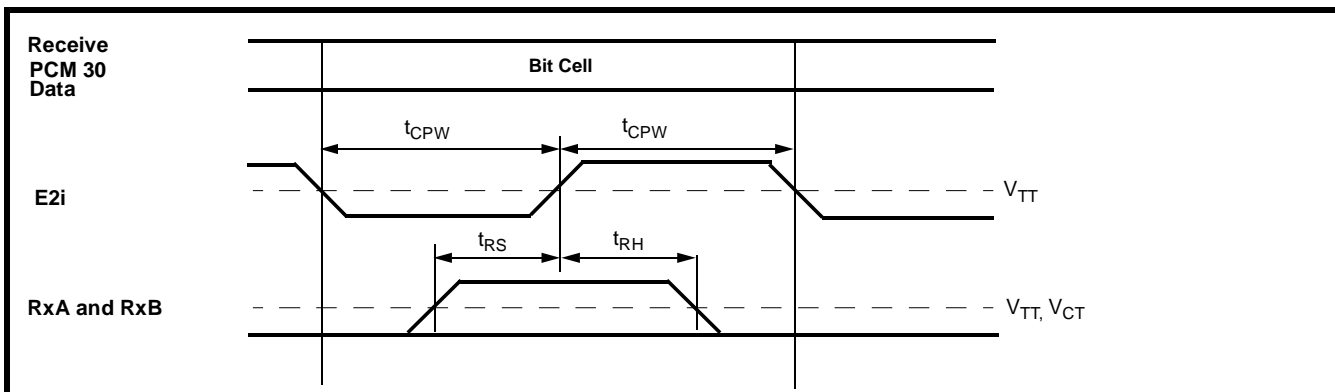 Receive
PCM 30
Data
Bit Cell
tCPW
tCPW
E2i
VTT
tRS
tRH
RxA and RxB
VTT, VCT